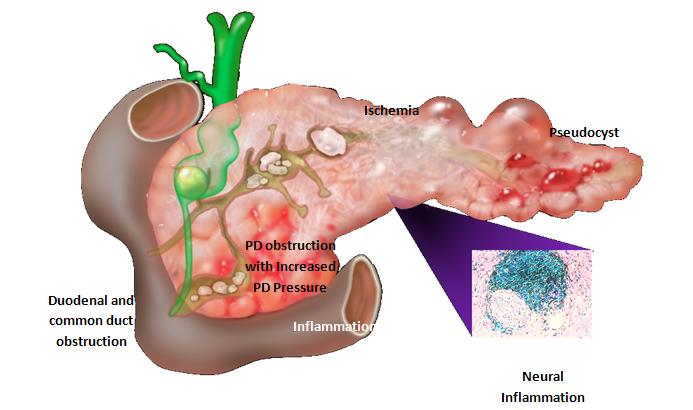 Ischemia
Pseudocyst
PD obstruction
with Increased
PD Pressure
Duodenal and
common duct
obstruction
Inflammation
Neural
Inflammation